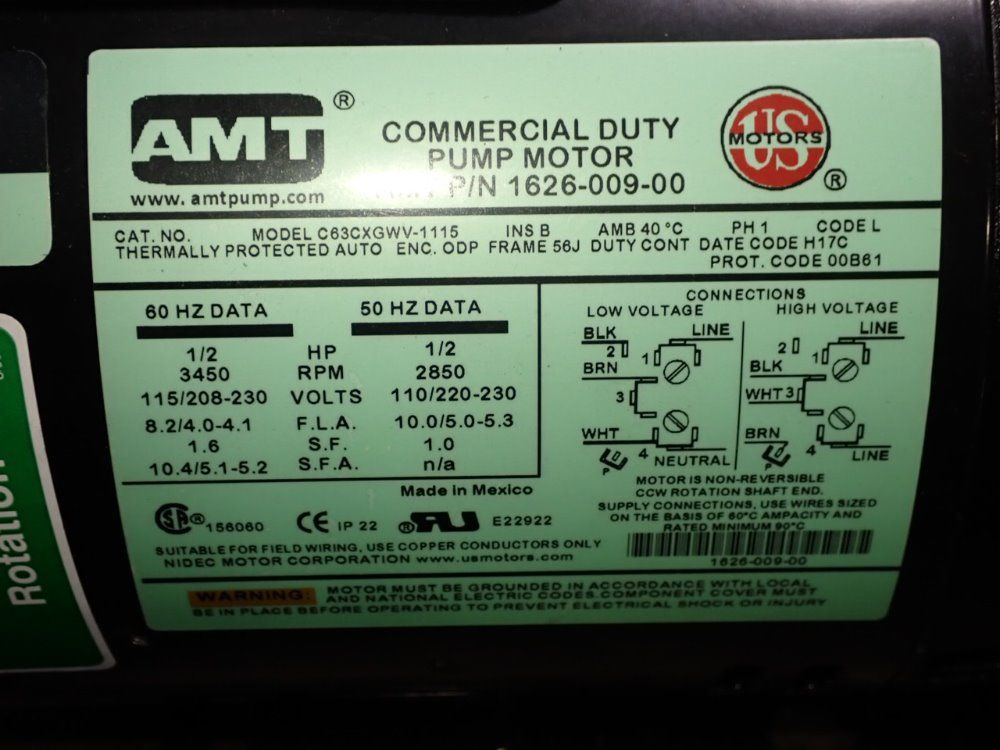 AMT ®
www.amtpump.com
COMMERCIAL DUTY
PUMP MOTOR
P/N 1626-009-00
US
MOTORS
®
CAT. NO. MODEL C63CXGWV-1115 INS B AMB 40 °C PH 1 CODE L
THERMALLY PROTECTED AUTO ENC. ODP FRAME 56J DUTY CONT DATE CODE H17C
PROT. CODE 00B61
60 HZ DATA 50 HZ DATA
1/2 HP 1/2
3450 RPM 2850
115/208-230 VOLTS 110/220-230
8.2/4.0-4.1 F.L.A. 10.0/5.0-5.3
1.6 S.F. 1.0
10.4/5.1-5.2 S.F.A. n/a
CONNECTIONS
LOW VOLTAGE HIGH VOLTAGE
BLK LINE
2 1
BRN
3
WHT
4 NEUTRAL
P
LINE
2 1
BLK
WHT 3
BRN
4 LINE
P
MOTOR IS NON-REVERSIBLE
CCW ROTATION SHAFT END.
SUPPLY CONNECTIONS, USE WIRES SIZED
ON THE BASIS OF 60°C AMPACITY AND
RATED MINIMUM 90°C
1626-009-00
Made in Mexico
® 156060 CE IP 22 ® E22922
SUITABLE FOR FIELD WIRING, USE COPPER CONDUCTORS ONLY
NIDEC MOTOR CORPORATION www.usmotors.com
WARNING: MOTOR MUST BE GROUNDED IN ACCORDANCE WITH LOCAL
AND NATIONAL ELECTRIC CODES. COMPONENT COVER MUST
BE IN PLACE BEFORE OPERATING TO PREVENT ELECTRICAL SHOCK OR INJURY
Rotation